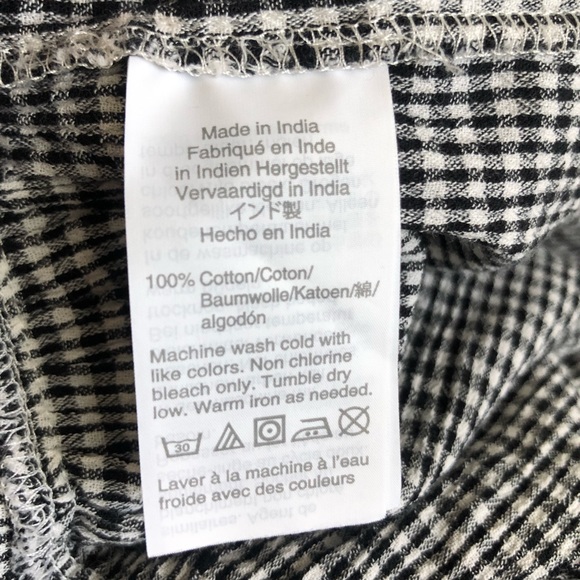 Made in India
Fabriqué en Inde
in Indien Hergestellt
Vervaardigd in India
インド製
Hecho en India
100% Cotton/Coton/
Baumwolle/Katoen/綿/
algodón
Machine wash cold with
like colors. Non chlorine
bleach only. Tumble dry
low. Warm iron as needed.
30
Laver à la machine à l'eau
froide avec des couleurs